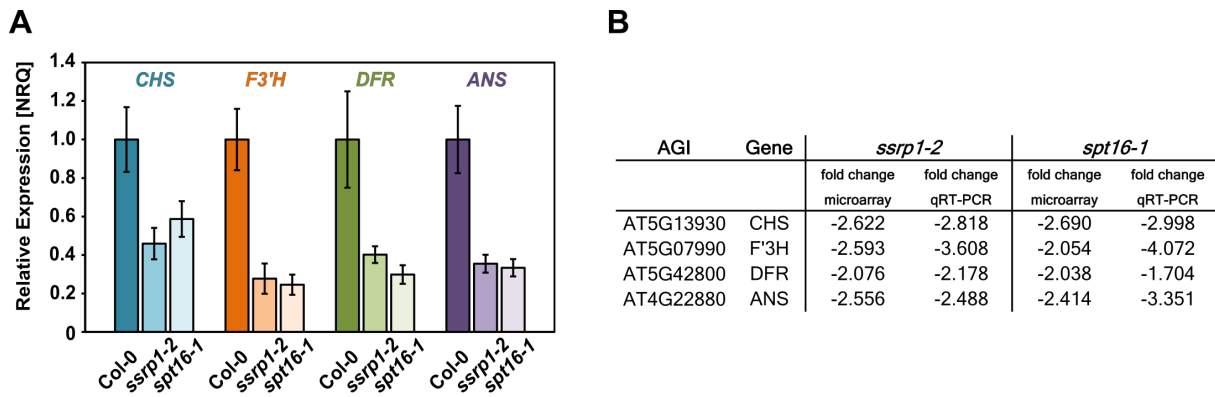 A
B
Relative Expression [NRQ]
1.4
1.2
1.0
0.8
0.6
0.4
0.2
0
CHS
F3'H
DFR
ANS
Col-0
ssrp1-2
spt16-1
Col-0
ssrp1-2
spt16-1
Col-0
ssrp1-2
spt16-1
Col-0
ssrp1-2
spt16-1
AGI Gene ssrp1-2 spt16-1
fold change fold change fold change fold change
microarray qRT-PCR microarray qRT-PCR
AT5G13930 CHS -2.622 -2.818 -2.690 -2.998
AT5G07990 F'3H -2.593 -3.608 -2.054 -4.072
AT5G42800 DFR -2.076 -2.178 -2.038 -1.704
AT4G22880 ANS -2.556 -2.488 -2.414 -3.351